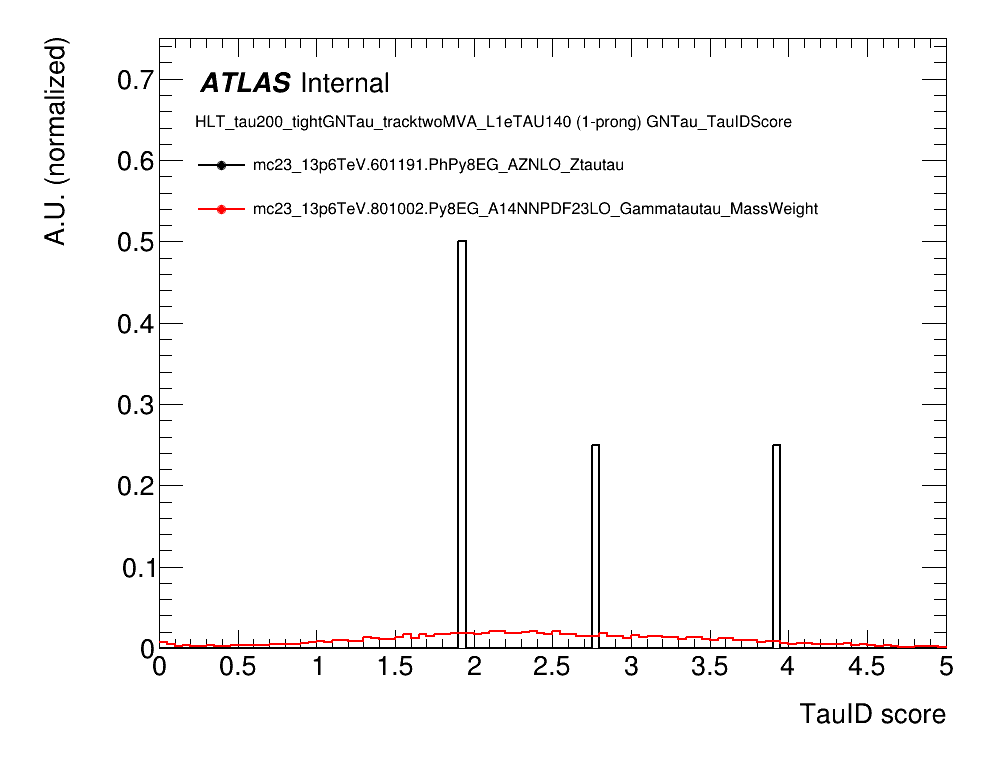 A.U. (normalized)
0.7
0.6
0.5
0.4
0.3
0.2
0.1
0
ATLAS Internal
HLT_tau200_tightGNTau_tracktwoMVA_L1eTAU140 (1-prong) GNTau_TauIDScore
mc23_13p6TeV.601191.PhPy8EG_AZNLO_Ztautau
mc23_13p6TeV.801002.Py8EG_A14NNPDF23LO_Gammatautau_MassWeight
0 0.5 1 1.5 2 2.5 3 3.5 4 4.5 5
TauID score